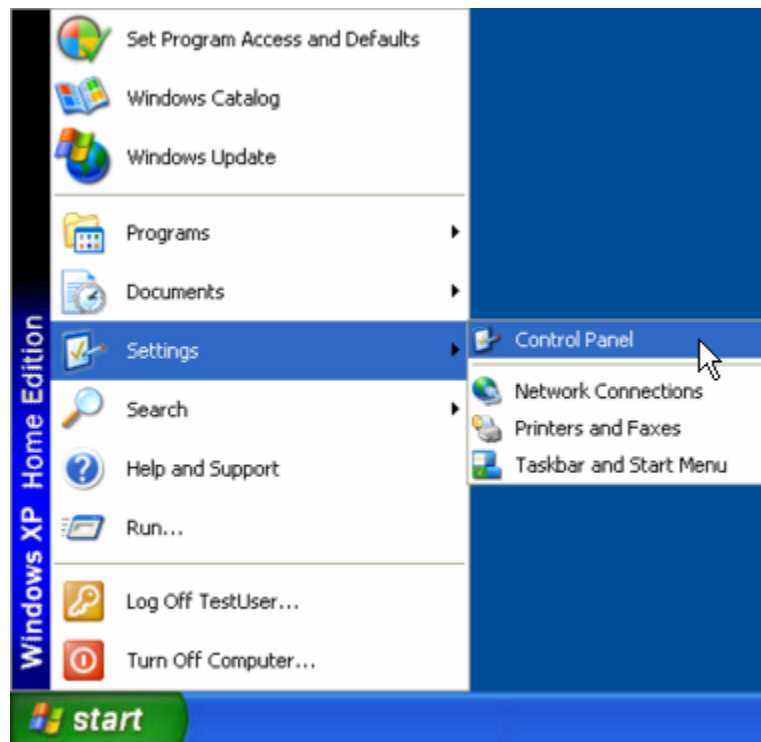 Set Program Access and Defaults
Windows Catalog
Windows Update
Programs
Documents
Settings
Search
Help and Support
Run...
Log Off TestUser...
Turn Off Computer...
Control Panel
Network Connections
Printers and Faxes
Taskbar and Start Menu
Windows XP Home Edition
start